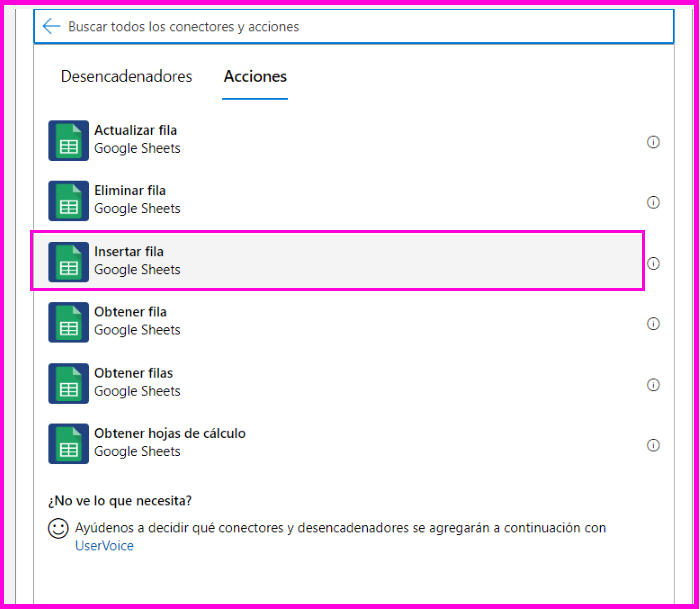 Buscar todos los conectores y acciones
Desencadenadores Acciones
Actualizar fila
Google Sheets
Eliminar fila
Google Sheets
Insertar fila
Google Sheets
Obtener fila
Google Sheets
Obtener filas
Google Sheets
Obtener hojas de cálculo
Google Sheets
¿No ve lo que necesita?
Ayúdenos a decidir qué conectores y desencadenadores se agregarán a continuación con
UserVoice